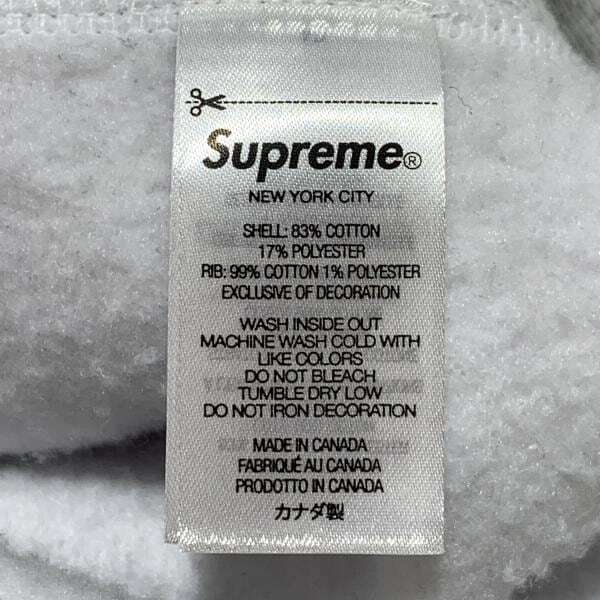 Supreme®
NEW YORK CITY
SHELL: 83% COTTON
17% POLYESTER
RIB: 99% COTTON 1% POLYESTER
EXCLUSIVE OF DECORATION
WASH INSIDE OUT
MACHINE WASH COLD WITH
LIKE COLORS
DO NOT BLEACH
TUMBLE DRY LOW
DO NOT IRON DECORATION
MADE IN CANADA
FABRIQUÉ AU CANADA
PRODOTTO IN CANADA
カナダ製